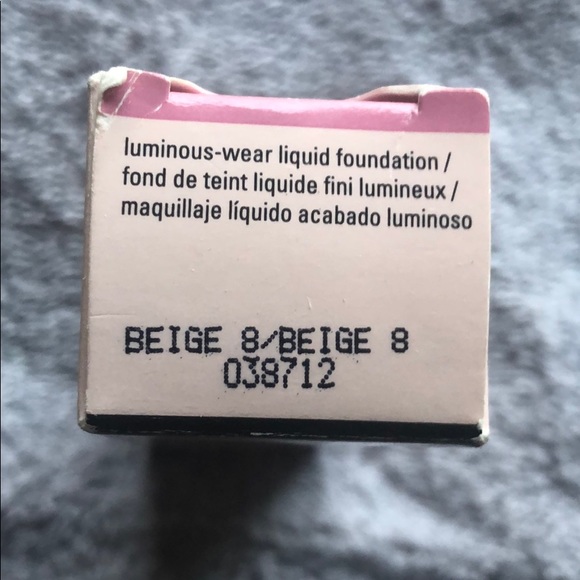 luminous-wear liquid foundation /
fond de teint liquide fini lumineux /
maquillaje líquido acabado luminoso
BEIGE 8/BEIGE 8
038712